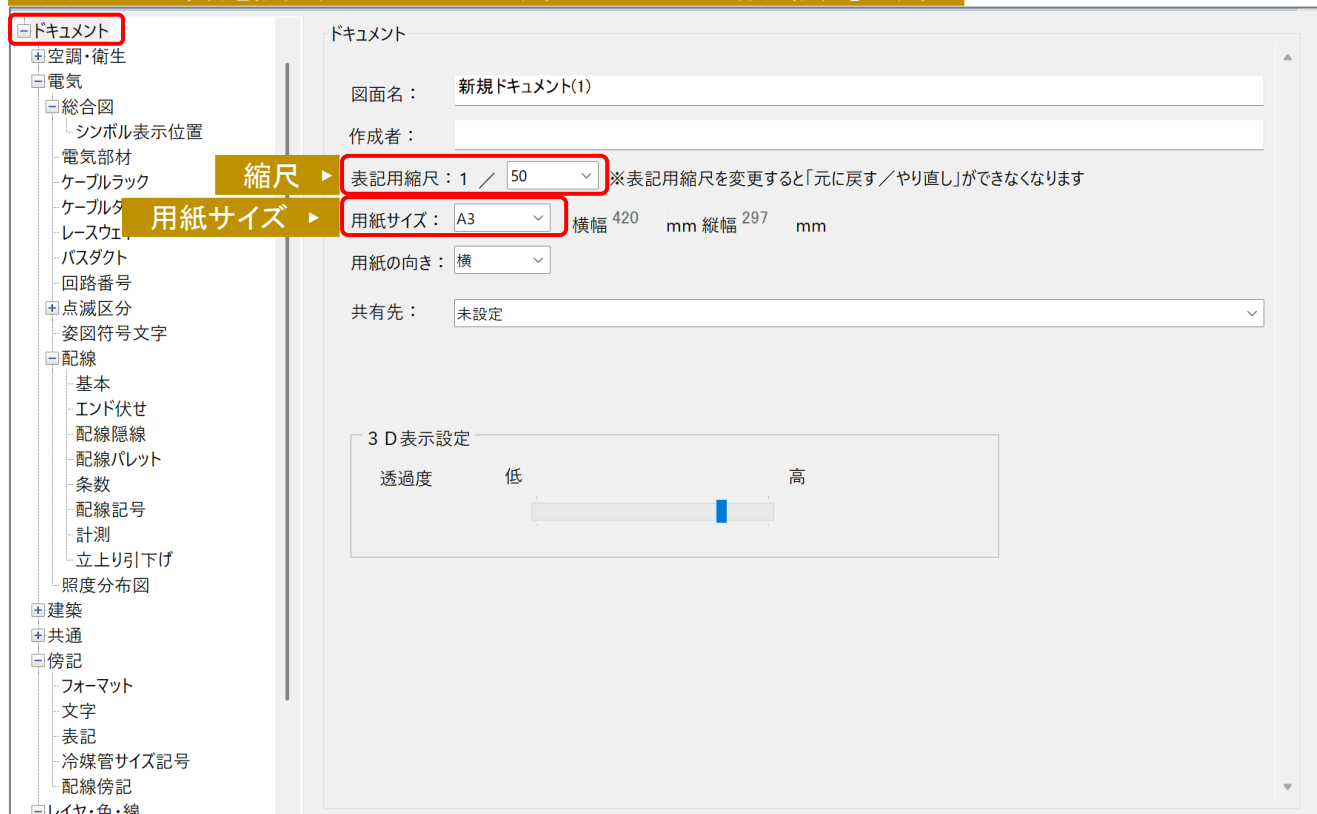 ドキュメント
空調・衛生
電気
総合図
シンボル表示位置
電気部材
ケーブルラック
ケーブルダ
レースウェ
バスダクト
回路番号
点滅区分
姿図符号文字
配線
基本
エンド伏せ
配線隠線
配線パレット
条数
配線記号
計測
立上り引下げ
照度分布図
建築
共通
傍記
フォーマット
文字
表記
冷媒管サイズ記号
配線傍記
レイヤ・色・線
ドキュメント
図面名: 新規ドキュメント(1)
作成者:
縮尺 ▶ 表記用縮尺:1 / 50 ※表記用縮尺を変更すると「元に戻す/やり直し」ができなくなります
用紙サイズ ▶ 用紙サイズ: A3 横幅 420 mm 縦幅 297 mm
用紙の向き: 横
共有先: 未設定
3D表示設定
透過度 低 高